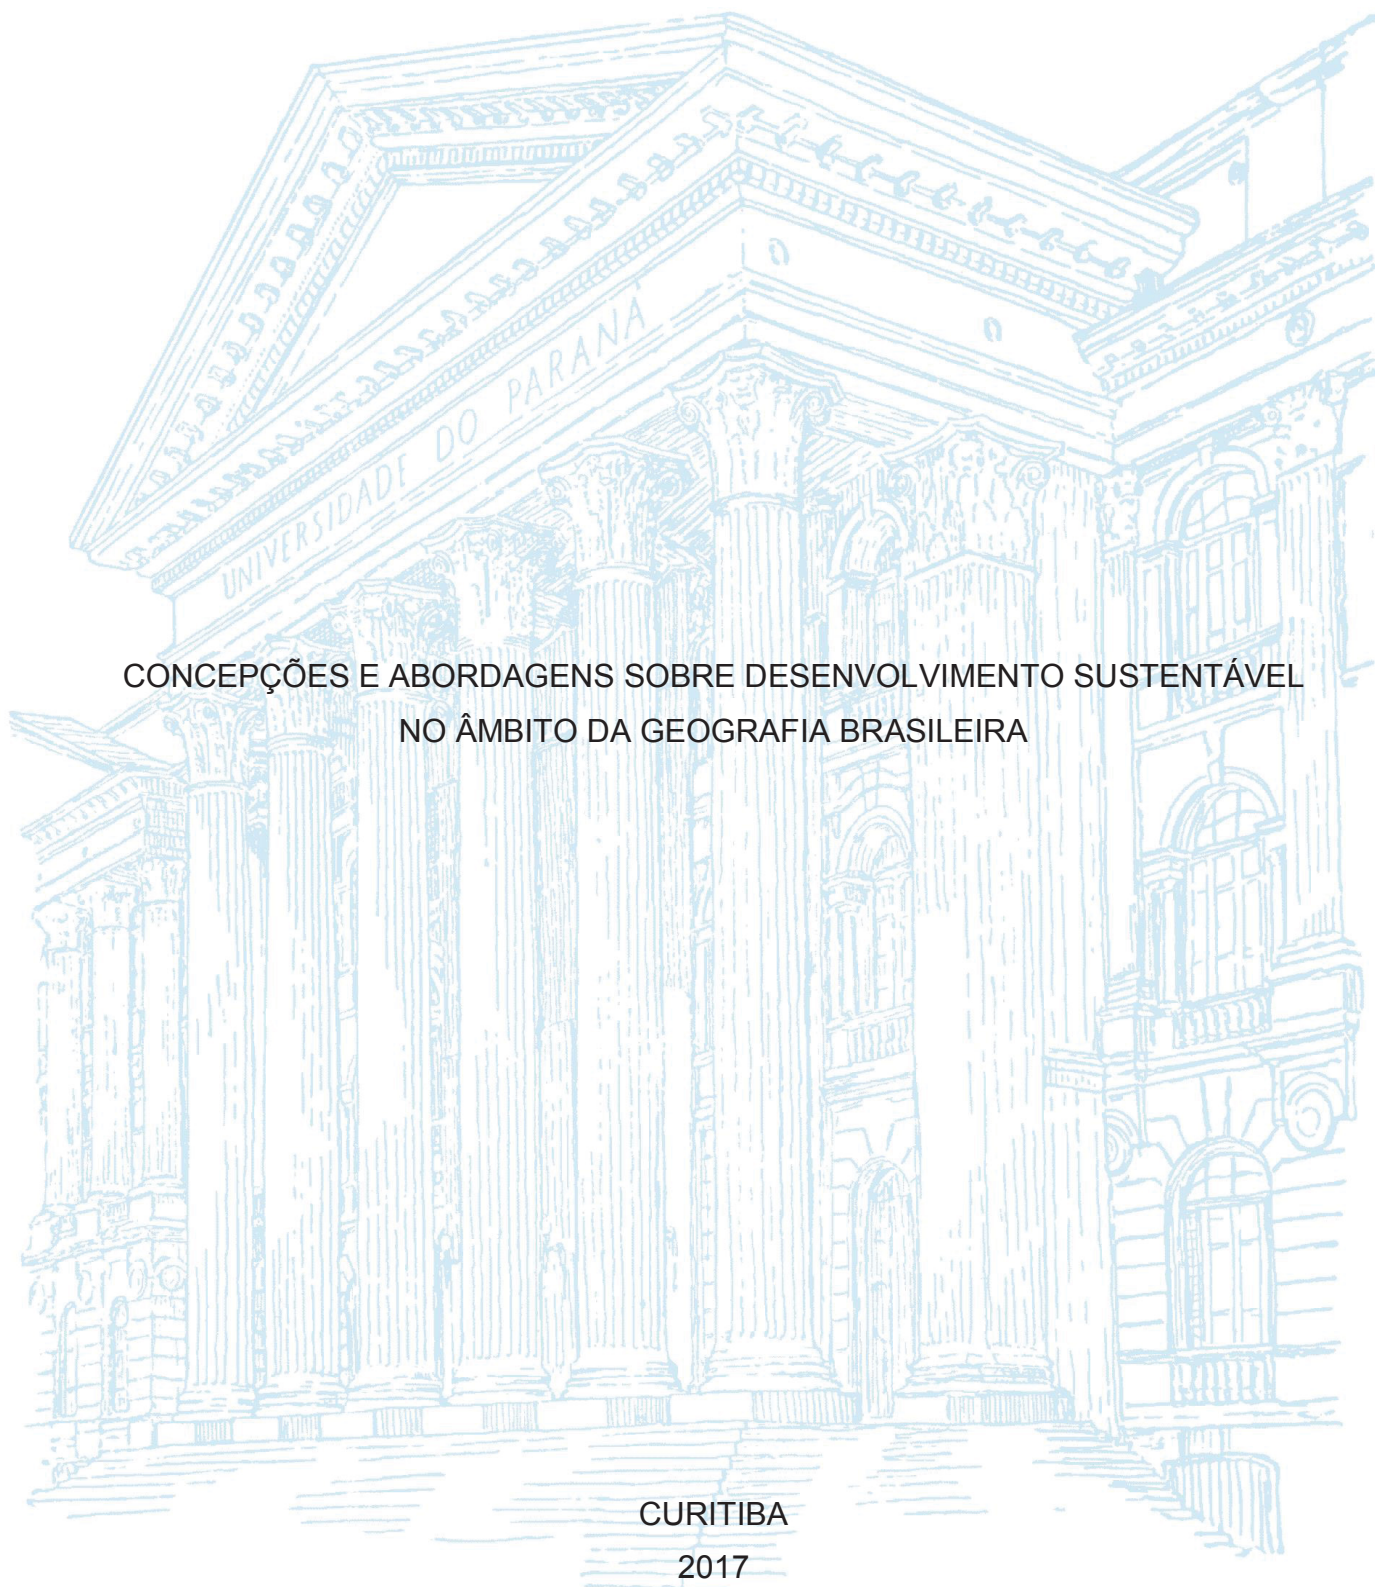 UNIVERSIDADE DO PARANÁ
CONCEPÇÕES E ABORDAGENS SOBRE DESENVOLVIMENTO SUSTENTÁVEL
NO ÂMBITO DA GEOGRAFIA BRASILEIRA
CURITIBA
2017